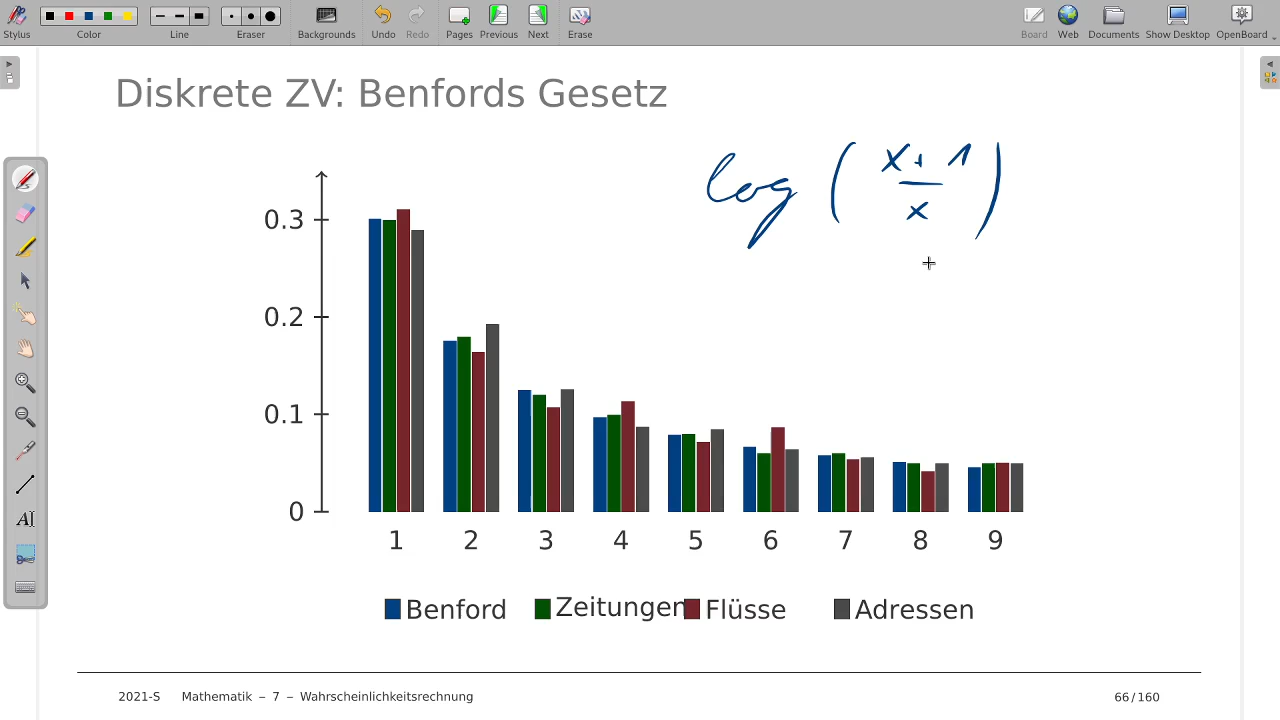 Stylus Color Line Eraser Backgrounds Undo Redo Pages Previous Next Erase Board Web Documents Show Desktop OpenBoard
Diskrete ZV: Benfords Gesetz
log ( x + 1 / x )
0.3
0.2
0.1
0
1 2 3 4 5 6 7 8 9
Benford Zeitungen Flüsse Adressen
2021-S Mathematik – 7 – Wahrscheinlichkeitsrechnung 66 / 160